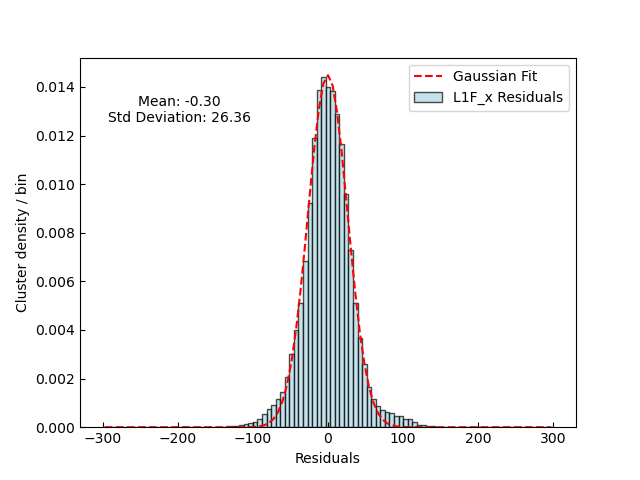 Gaussian Fit
L1F_x Residuals
Mean: -0.30
Std Deviation: 26.36
Cluster density / bin
0.014
0.012
0.010
0.008
0.006
0.004
0.002
0.000
−300
−200
−100
0
100
200
300
Residuals